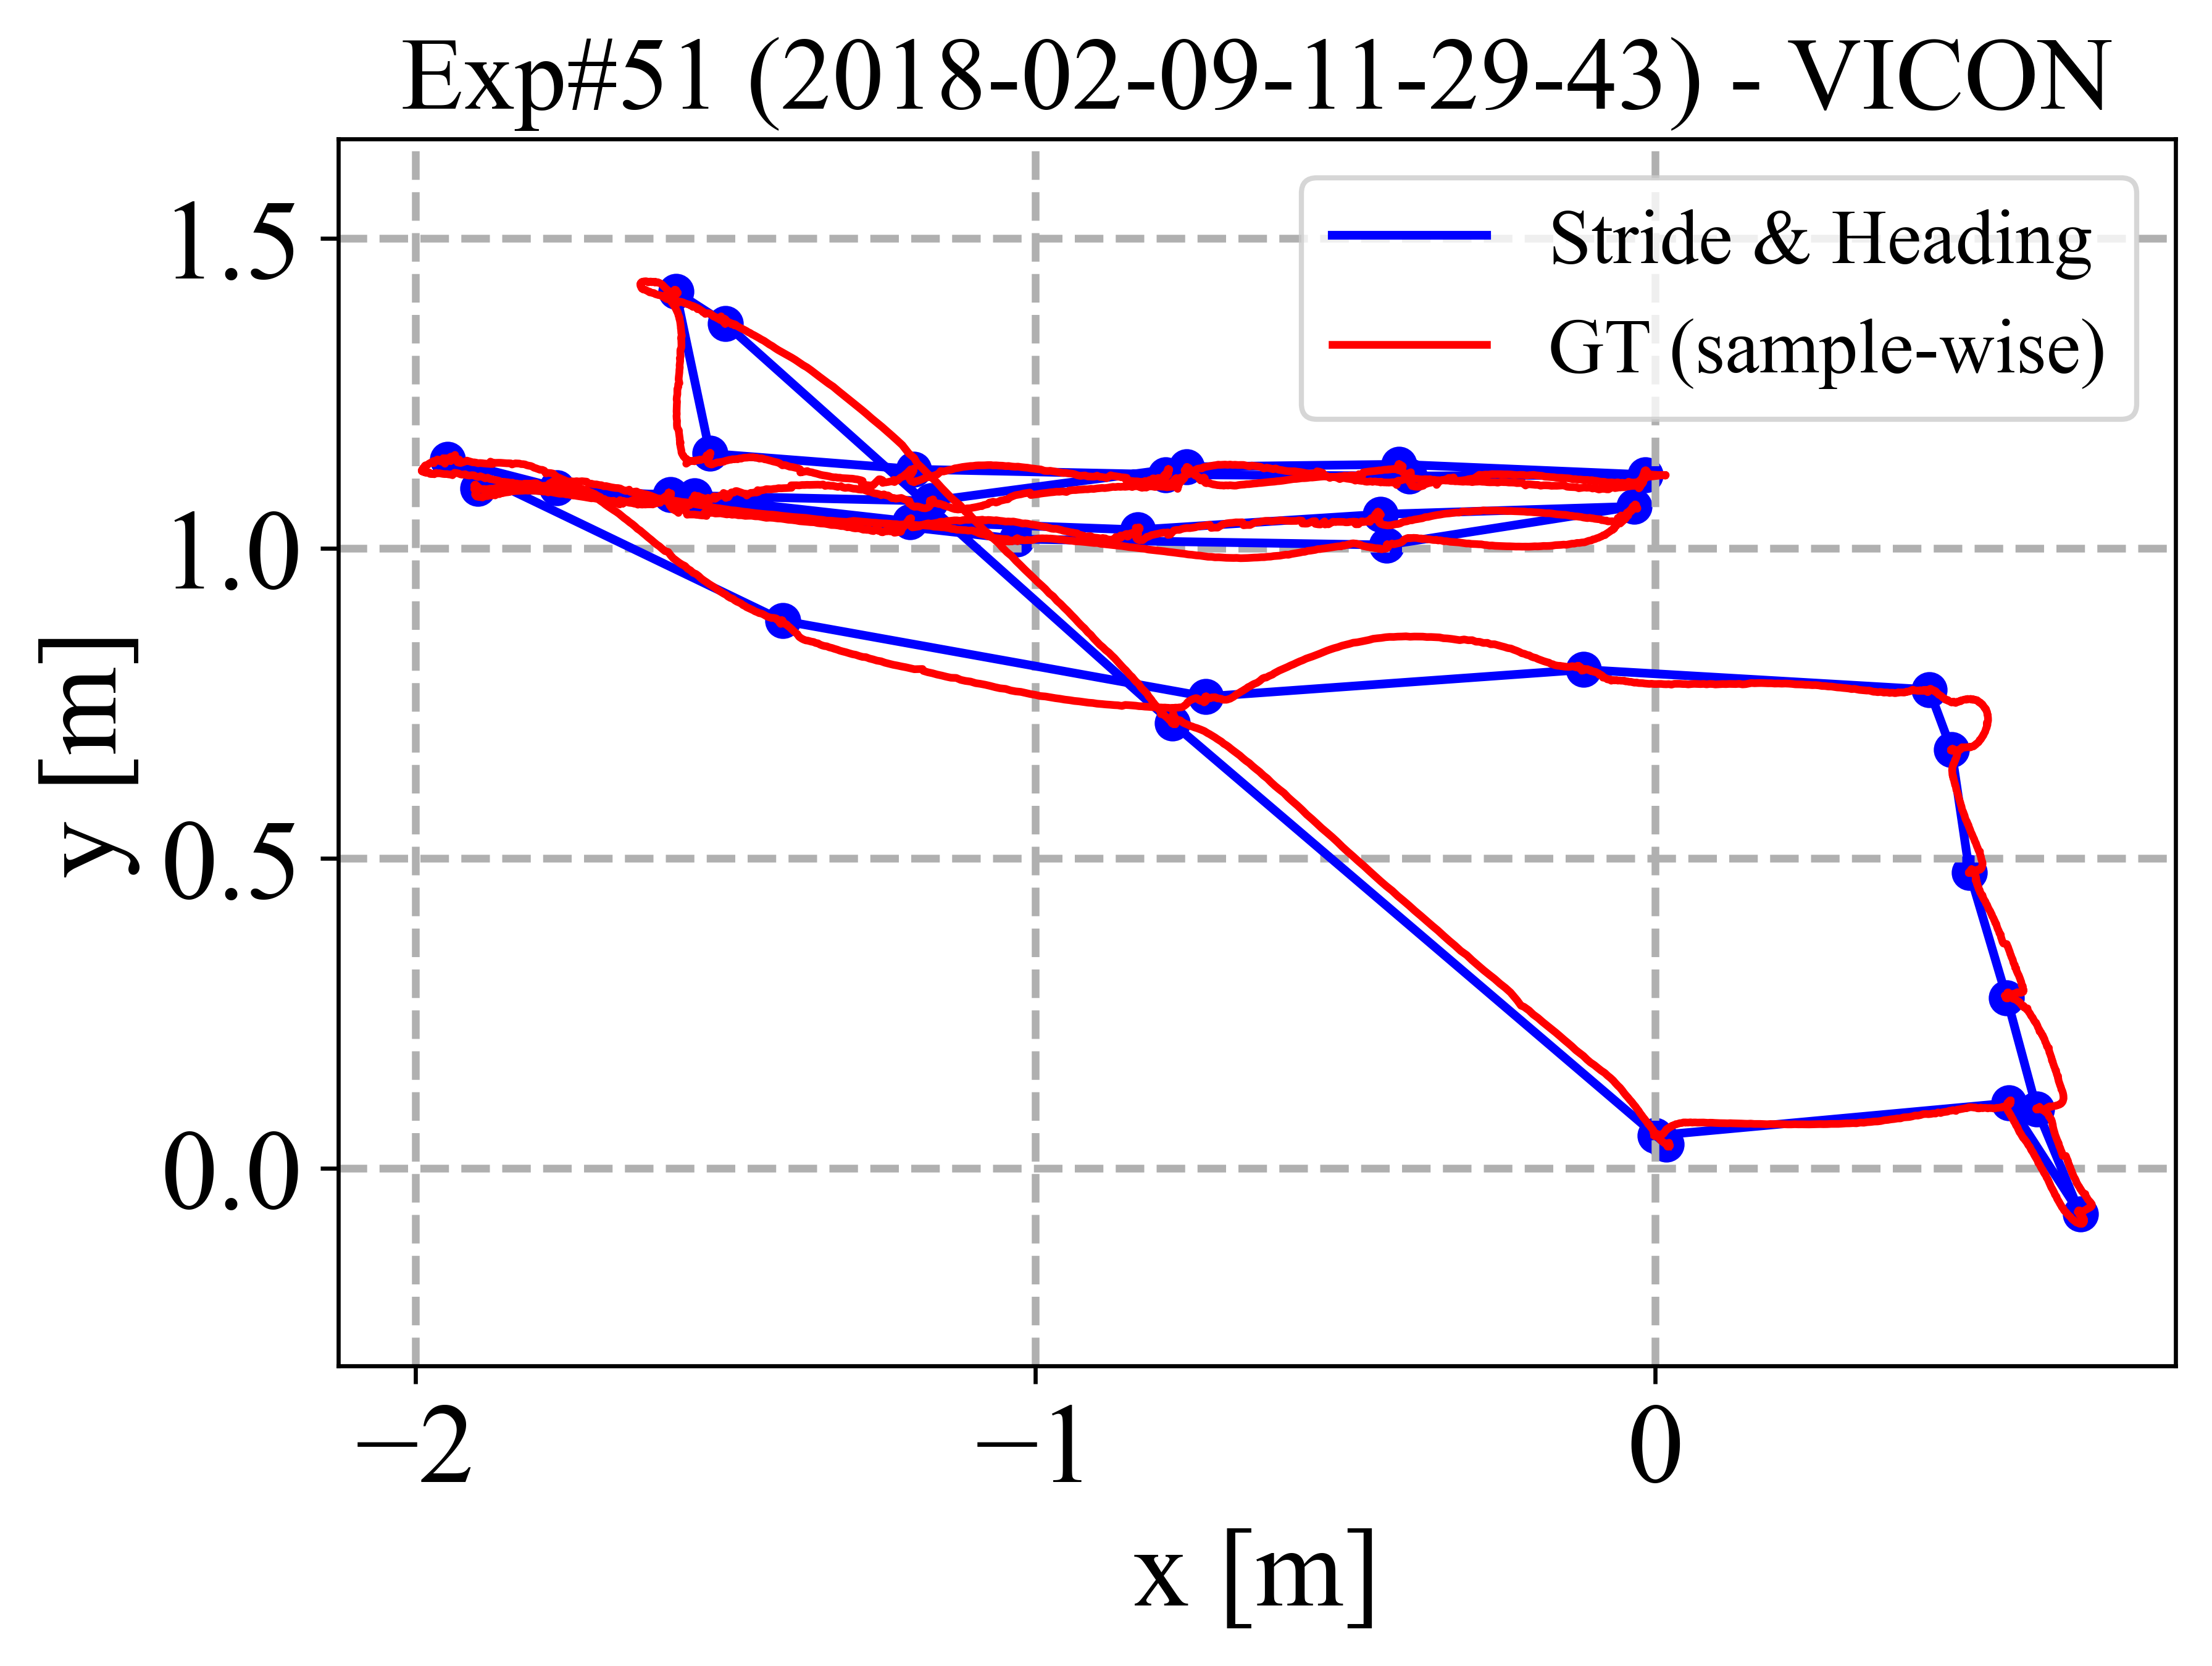 Exp#51 (2018-02-09-11-29-43) - VICON
Stride & Heading
GT (sample-wise)
y [m]
1.5
1.0
0.5
0.0
−2
−1
0
x [m]